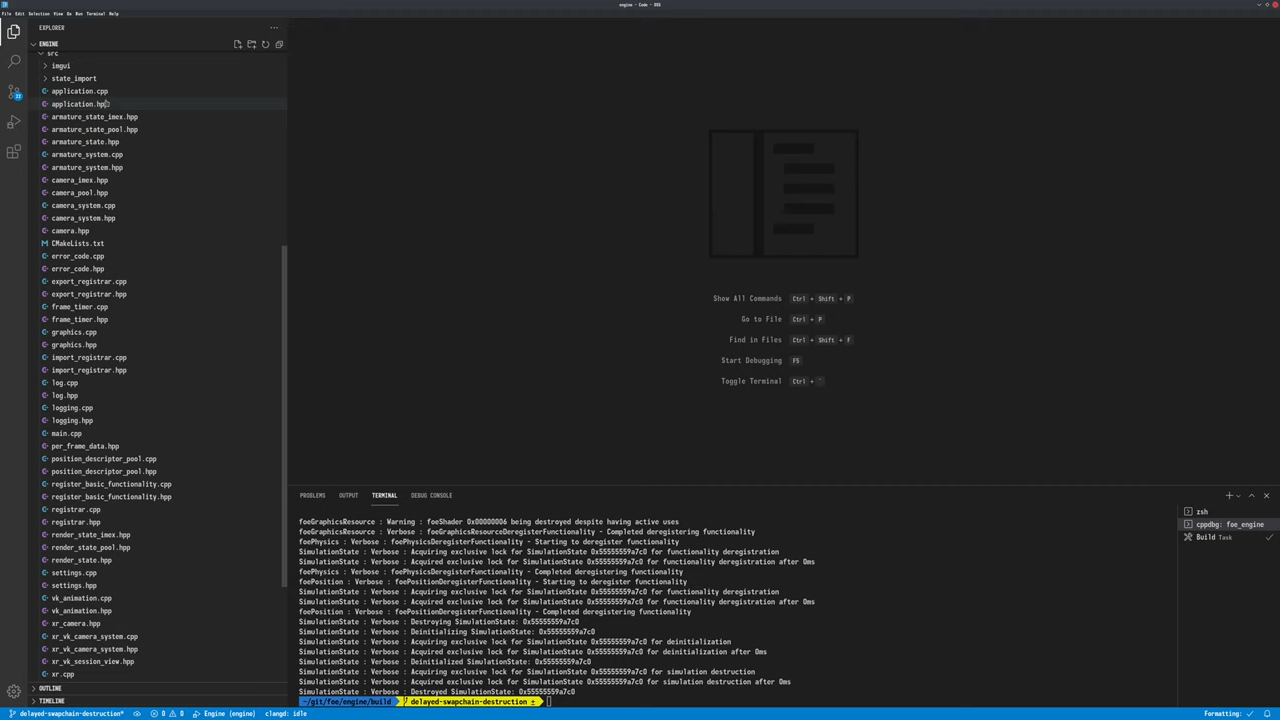 engine - Code - OSS
File Edit Selection View Go Run Terminal Help
EXPLORER
ENGINE
src
imgui
state_import
application.cpp
application.hpp
armature_state_imex.hpp
armature_state_pool.hpp
armature_state.hpp
armature_system.cpp
armature_system.hpp
camera_imex.hpp
camera_pool.hpp
camera_system.cpp
camera_system.hpp
camera.hpp
CMakeLists.txt
error_code.cpp
error_code.hpp
export_registrar.cpp
export_registrar.hpp
frame_timer.cpp
frame_timer.hpp
graphics.cpp
graphics.hpp
import_registrar.cpp
import_registrar.hpp
log.cpp
log.hpp
logging.cpp
logging.hpp
main.cpp
per_frame_data.hpp
position_descriptor_pool.cpp
position_descriptor_pool.hpp
register_basic_functionality.cpp
register_basic_functionality.hpp
registrar.cpp
registrar.hpp
render_state_imex.hpp
render_state_pool.hpp
render_state.hpp
settings.cpp
settings.hpp
vk_animation.cpp
vk_animation.hpp
xr_camera.hpp
xr_vk_camera_system.cpp
xr_vk_camera_system.hpp
xr_vk_session_view.hpp
xr.cpp
OUTLINE
TIMELINE
Show All Commands Ctrl + Shift + P
Go to File Ctrl + P
Find in Files Ctrl + Shift + F
Start Debugging F5
Toggle Terminal Ctrl + `
PROBLEMS OUTPUT TERMINAL DEBUG CONSOLE
foeGraphicsResource : Warning : foeShader 0x00000006 being destroyed despite having active uses
foeGraphicsResource : Verbose : foeGraphicsResourceDeregisterFunctionality - Completed deregistering functionality
foePhysics : Verbose : foePhysicsDeregisterFunctionality - Starting to deregister functionality
SimulationState : Verbose : Acquiring exclusive lock for SimulationState 0x55555559a7c0 for functionality deregistration
SimulationState : Verbose : Acquired exclusive lock for SimulationState 0x55555559a7c0 for functionality deregistration after 0ms
foePhysics : Verbose : foePhysicsDeregisterFunctionality - Completed deregistering functionality
foePosition : Verbose : foePositionDeregisterFunctionality - Starting to deregister functionality
SimulationState : Verbose : Acquiring exclusive lock for SimulationState 0x55555559a7c0 for functionality deregistration
SimulationState : Verbose : Acquired exclusive lock for SimulationState 0x55555559a7c0 for functionality deregistration after 0ms
foePosition : Verbose : foePositionDeregisterFunctionality - Completed deregistering functionality
SimulationState : Verbose : Destroying SimulationState: 0x55555559a7c0
SimulationState : Verbose : Deinitializing SimulationState: 0x55555559a7c0
SimulationState : Verbose : Acquiring exclusive lock for SimulationState 0x55555559a7c0 for deinitialization
SimulationState : Verbose : Acquired exclusive lock for SimulationState 0x55555559a7c0 for deinitialization after 0ms
SimulationState : Verbose : Deinitialized SimulationState: 0x55555559a7c0
SimulationState : Verbose : Acquiring exclusive lock for SimulationState 0x55555559a7c0 for simulation destruction
SimulationState : Verbose : Acquired exclusive lock for SimulationState 0x55555559a7c0 for simulation destruction after 0ms
SimulationState : Verbose : Destroyed SimulationState: 0x55555559a7c0
~/git/foe/engine/build delayed-swapchain-destruction ±
zsh
cppdbg: foe_engine
Build Task
delayed-swapchain-destruction* 0 0 Engine (engine) clangd: idle Formatting: ✓